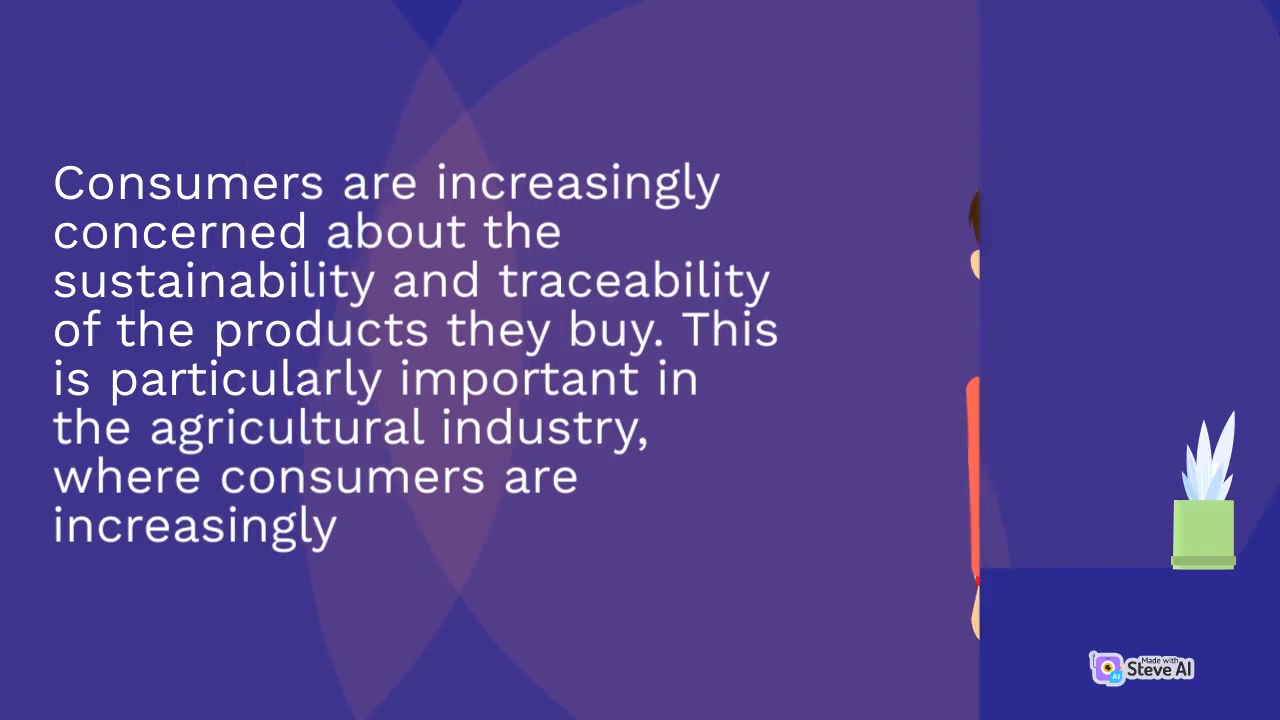 Consumers are increasingly
concerned about the
sustainability and traceability
of the products they buy. This
is particularly important in
the agricultural industry,
where consumers are
increasingly
Made with
Steve AI
AI